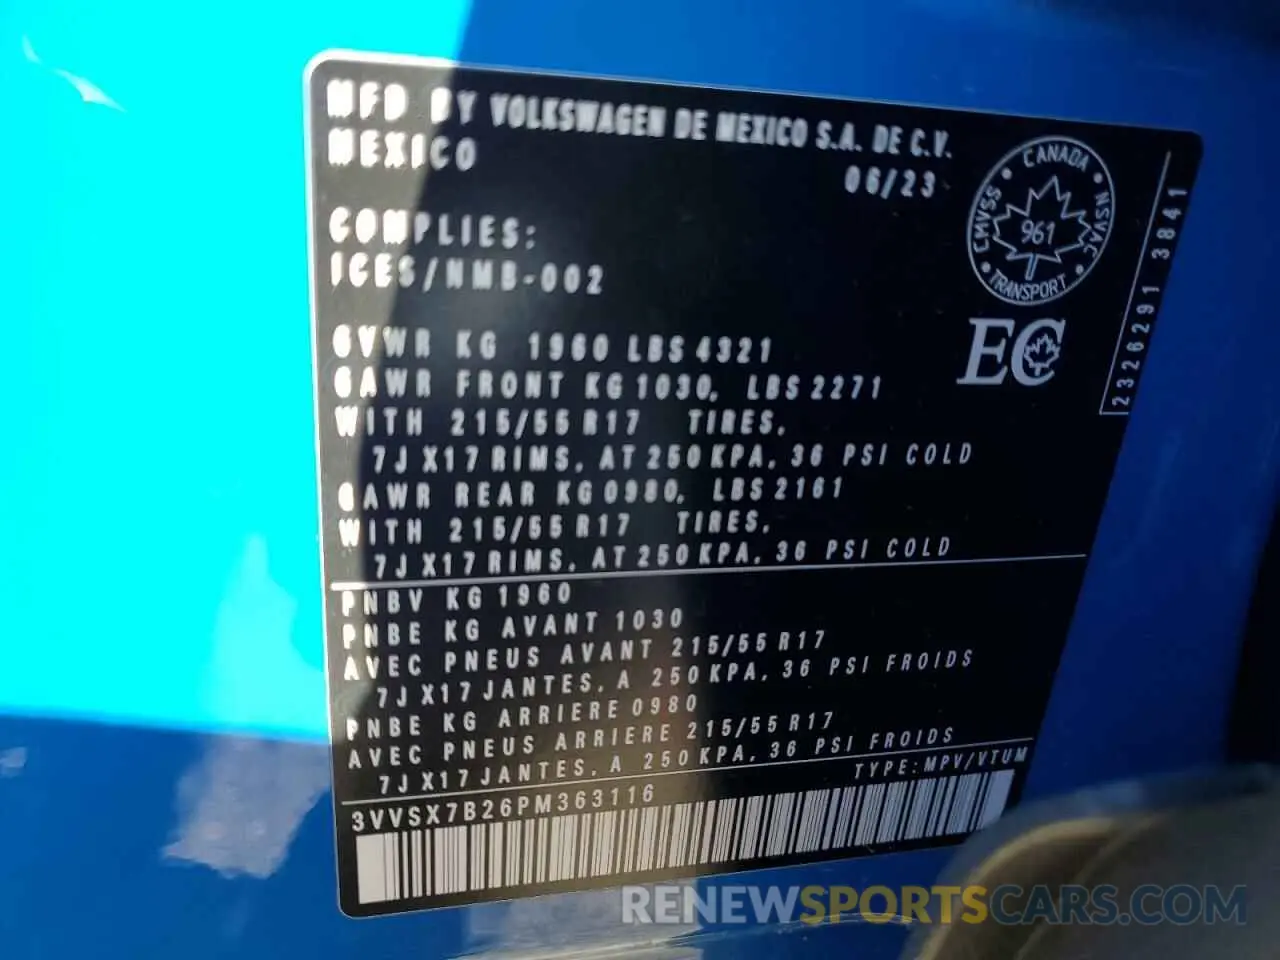 MFD BY VOLKSWAGEN DE MEXICO S.A. DE C.V.
MEXICO
06/23
COMPLIES:
ICES/NMB-002
CANADA
CMVSS
NSVAC
961
TRANSPORT
EC
2326291 3841
GVWR KG 1960 LBS 4321
GAWR FRONT KG 1030, LBS 2271
WITH 215/55 R17 TIRES,
7J X17 RIMS, AT 250 KPA, 36 PSI COLD
GAWR REAR KG 0980, LBS 2161
WITH 215/55 R17 TIRES,
7J X17 RIMS, AT 250 KPA, 36 PSI COLD
PNBV KG 1960
PNBE KG AVANT 1030
AVEC PNEUS AVANT 215/55 R17
7J X17 JANTES, A 250 KPA, 36 PSI FROIDS
PNBE KG ARRIERE 0980
AVEC PNEUS ARRIERE 215/55 R17
7J X17 JANTES, A 250 KPA, 36 PSI FROIDS
TYPE: MPV/VTUM
3VVSX7B26PM363116
RENEWSPORTSCARS.COM